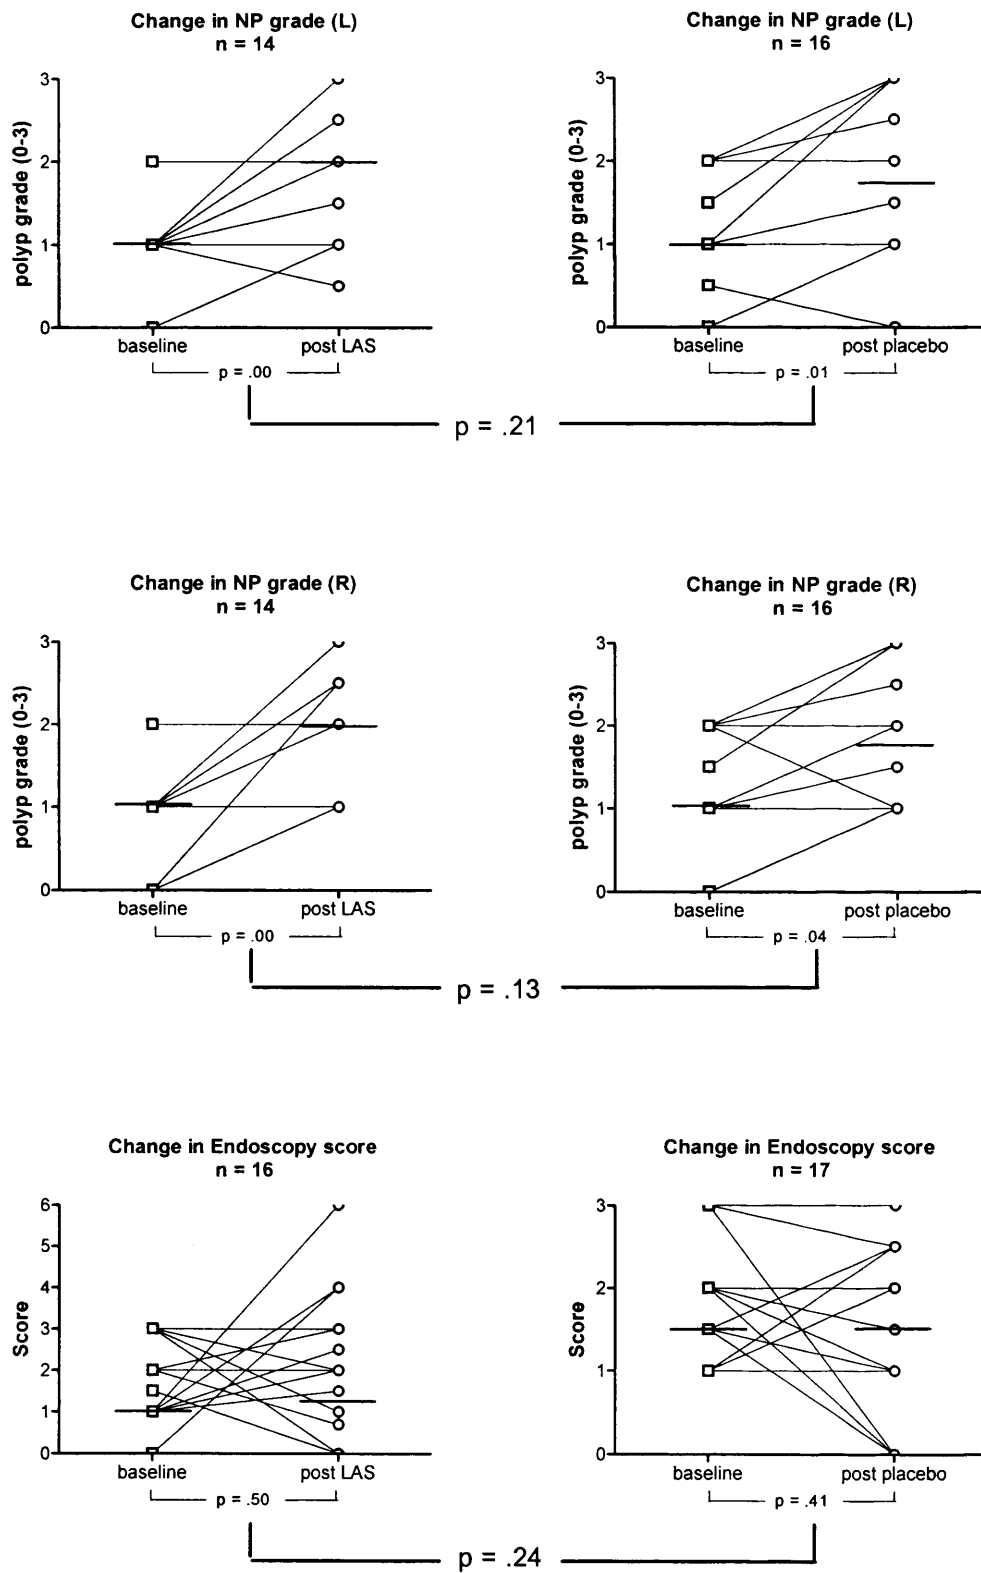 Change in NP grade (L)
n = 14
polyp grade (0-3)
3
2
1
0
baseline
post LAS
p = .00
Change in NP grade (L)
n = 16
polyp grade (0-3)
3
2
1
0
baseline
post placebo
p = .01
p = .21
Change in NP grade (R)
n = 14
polyp grade (0-3)
3
2
1
0
baseline
post LAS
p = .00
Change in NP grade (R)
n = 16
polyp grade (0-3)
3
2
1
0
baseline
post placebo
p = .04
p = .13
Change in Endoscopy score
n = 16
Score
6
5
4
3
2
1
0
baseline
post LAS
p = .50
Change in Endoscopy score
n = 17
Score
3
2
1
0
baseline
post placebo
p = .41
p = .24